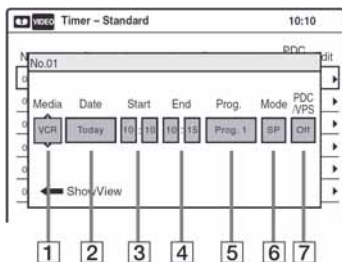 VIDEO Timer – Standard 10:10
PDC
dit
No.01
Media Date Start End Prog. Mode PDC /VPS
VCR Today 10 : 10 10 : 15 Prog. 1 SP Off
ShowView
1 2 3 4 5 6 7